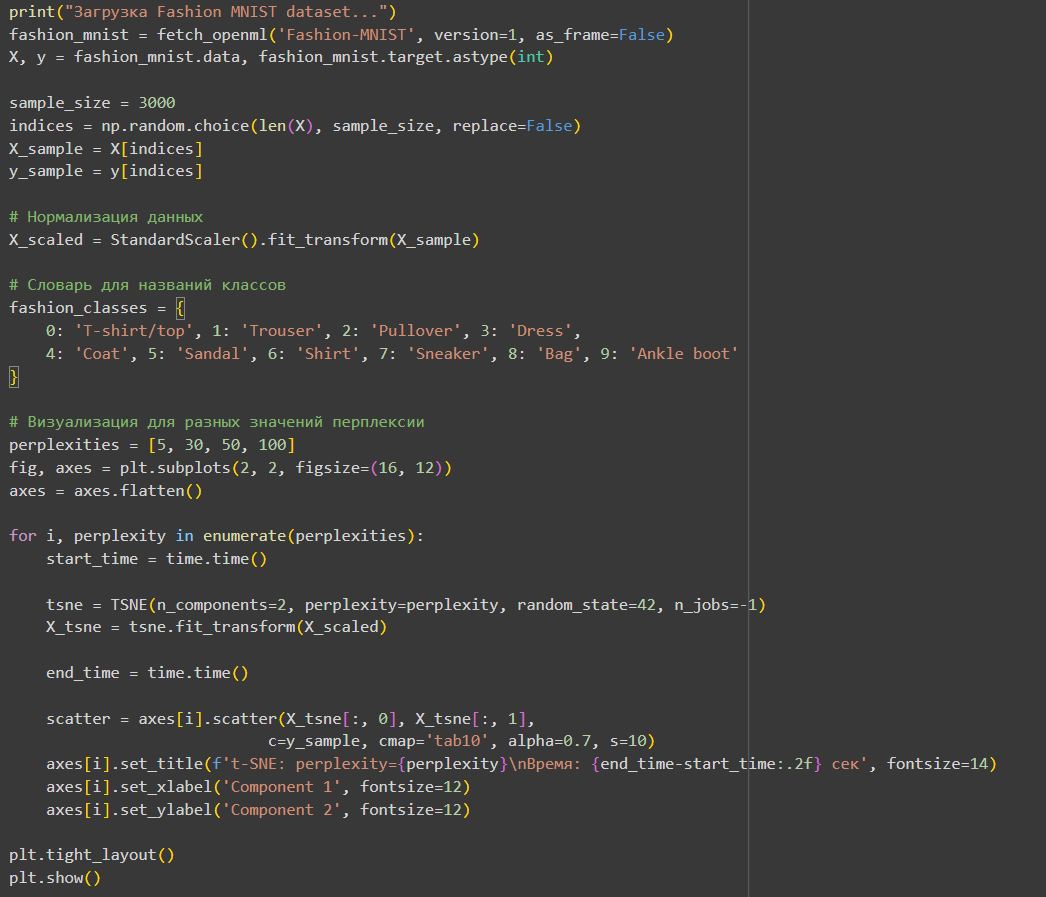 print("Загрузка Fashion MNIST dataset...")
fashion_mnist = fetch_openml('Fashion-MNIST', version=1, as_frame=False)
X, y = fashion_mnist.data, fashion_mnist.target.astype(int)

sample_size = 3000
indices = np.random.choice(len(X), sample_size, replace=False)
X_sample = X[indices]
y_sample = y[indices]

# Нормализация данных
X_scaled = StandardScaler().fit_transform(X_sample)

# Словарь для названий классов
fashion_classes = {
    0: 'T-shirt/top', 1: 'Trouser', 2: 'Pullover', 3: 'Dress',
    4: 'Coat', 5: 'Sandal', 6: 'Shirt', 7: 'Sneaker', 8: 'Bag', 9: 'Ankle boot'
}

# Визуализация для разных значений перплексии
perplexities = [5, 30, 50, 100]
fig, axes = plt.subplots(2, 2, figsize=(16, 12))
axes = axes.flatten()

for i, perplexity in enumerate(perplexities):
    start_time = time.time()

    tsne = TSNE(n_components=2, perplexity=perplexity, random_state=42, n_jobs=-1)
    X_tsne = tsne.fit_transform(X_scaled)

    end_time = time.time()

    scatter = axes[i].scatter(X_tsne[:, 0], X_tsne[:, 1],
                            c=y_sample, cmap='tab10', alpha=0.7, s=10)
    axes[i].set_title(f't-SNE: perplexity={perplexity}\nВремя: {end_time-start_time:.2f} сек', fontsize=14)
    axes[i].set_xlabel('Component 1', fontsize=12)
    axes[i].set_ylabel('Component 2', fontsize=12)

plt.tight_layout()
plt.show()